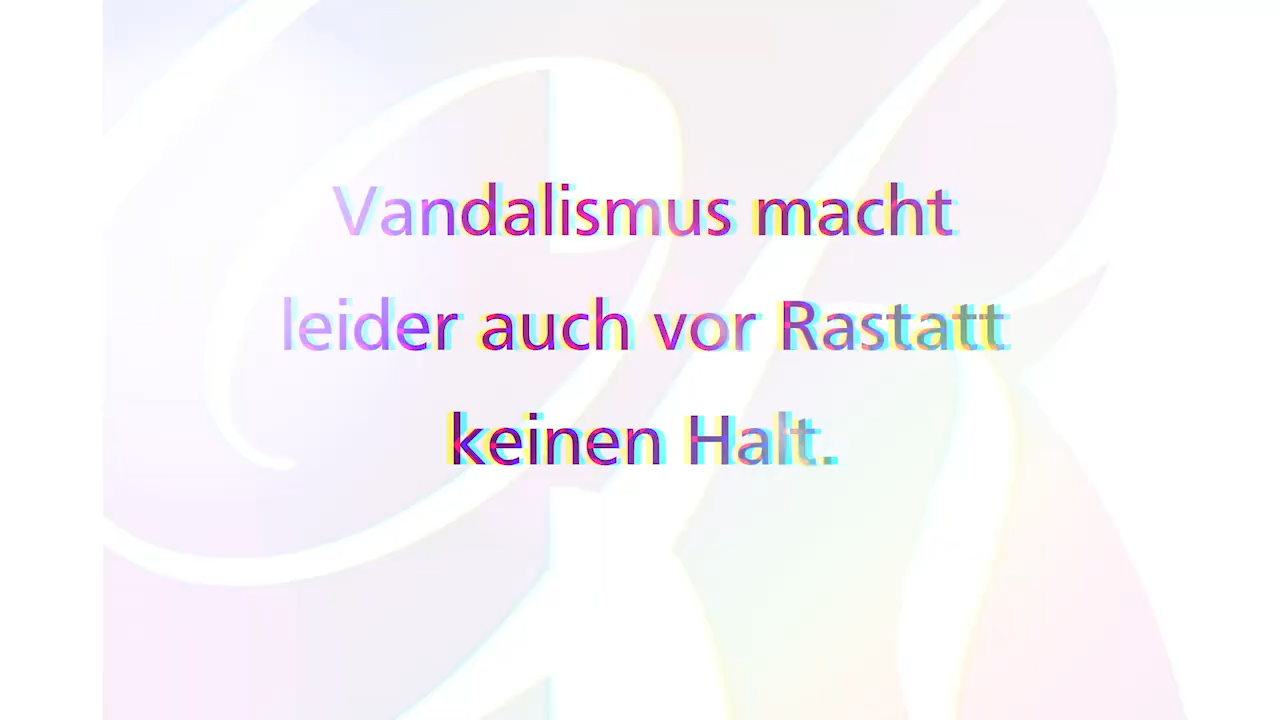 Vandalismus macht
leider auch vor Rastatt
keinen Halt.